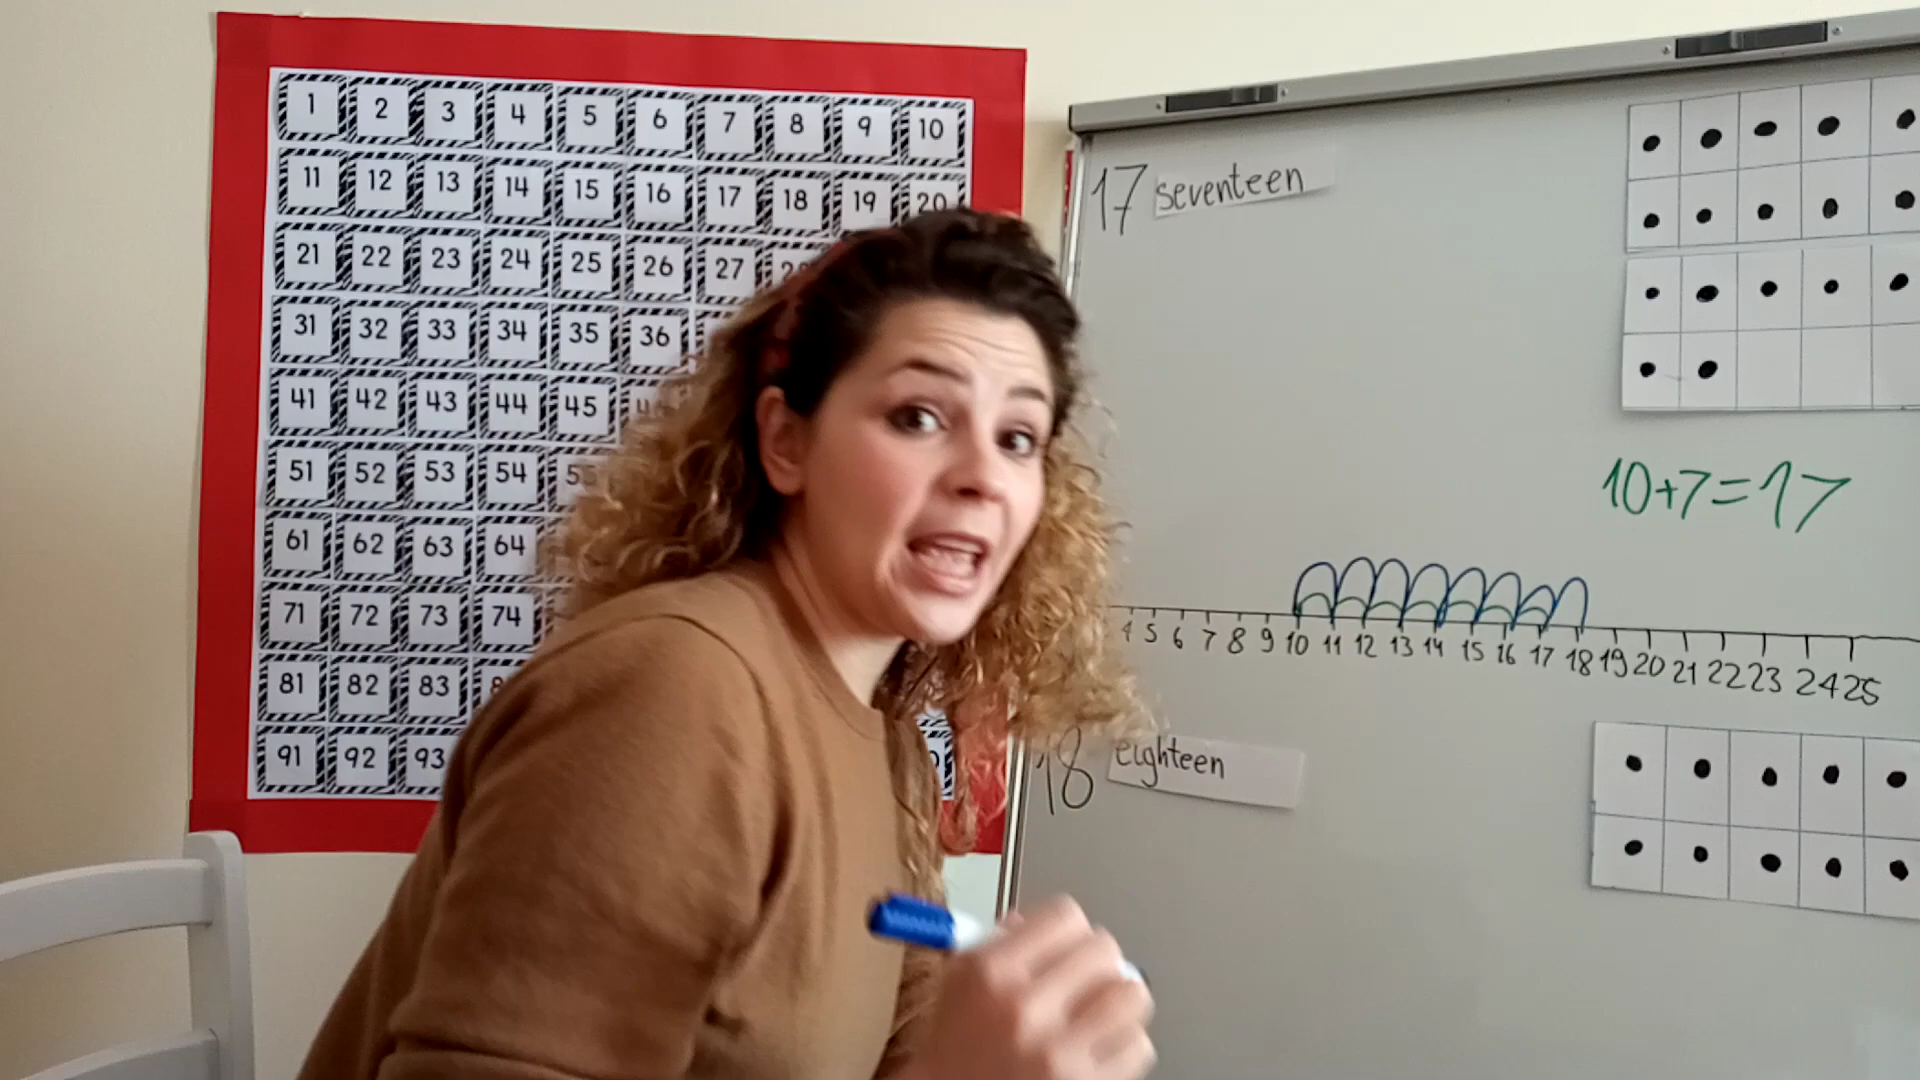 1 2 3 4 5 6 7 8 9 10
11 12 13 14 15 16 17 18 19 20
21 22 23 24 25 26 27
31 32 33 34 35 36
41 42 43 44 45
51 52 53 54
61 62 63 64
71 72 73 74
81 82 83
91 92 93
17 seventeen
10+7=17
4 5 6 7 8 9 10 11 12 13 14 15 16 17 18 19 20 21 22 23 24 25
18 eighteen